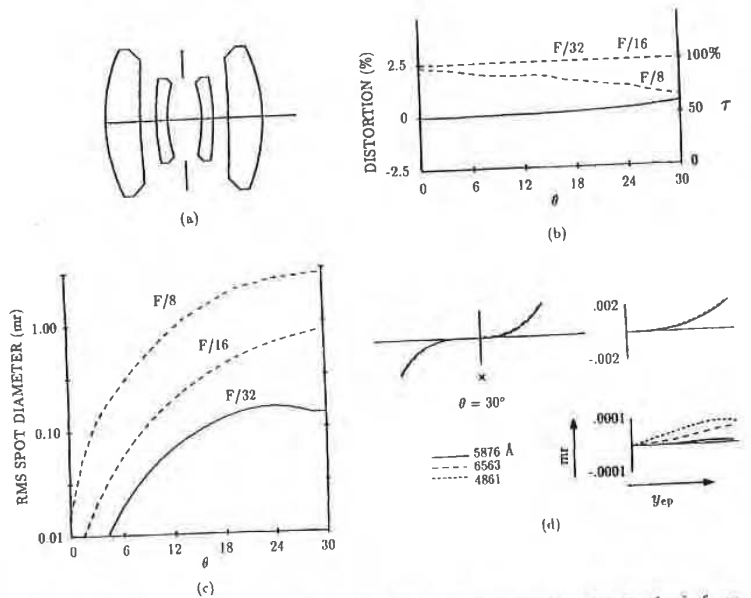 (a)
DISTORTION (%)
2.5
0
-2.5
F/32
F/16
F/8
100%
50
τ
0
0 6 12 18 24 30
θ
(b)
RMS SPOT DIAMETER (mr)
1.00
0.10
0.01
F/8
F/16
F/32
0 6 12 18 24 30
θ
(c)
.002
-.002
×
θ = 30°
5876 Å
6563
4861
mr
.0001
-.0001
yep
(d)